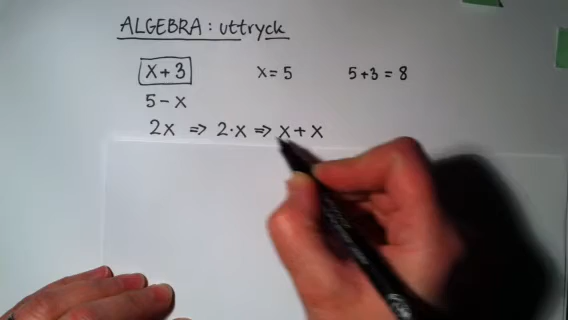 ALGEBRA: uttryck
x+3 x=5 5+3=8
5-x
2x => 2·x => x+x